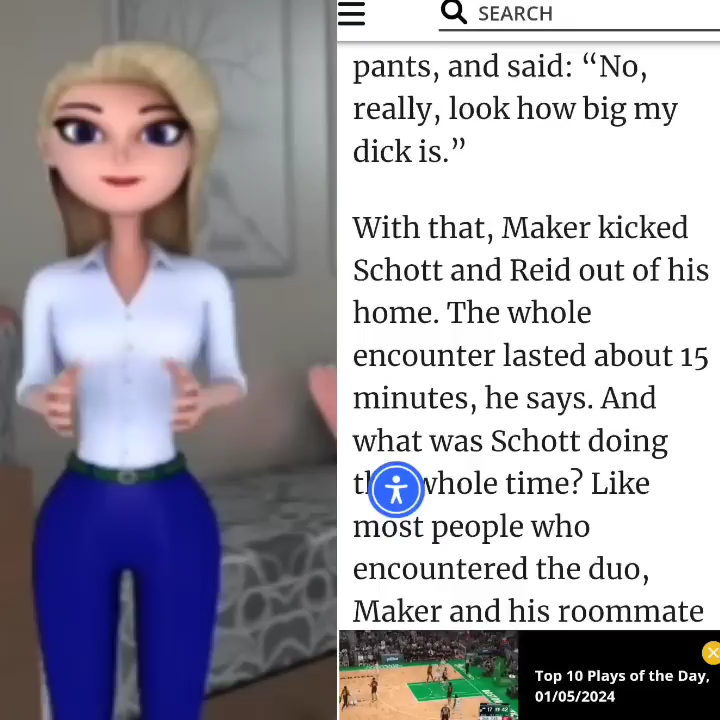 SEARCH
pants, and said: “No,
really, look how big my
dick is.”
With that, Maker kicked
Schott and Reid out of his
home. The whole
encounter lasted about 15
minutes, he says. And
what was Schott doing
whole time? Like
most people who
encountered the duo,
Maker and his roommate
Top 10 Plays of the Day,
01/05/2024